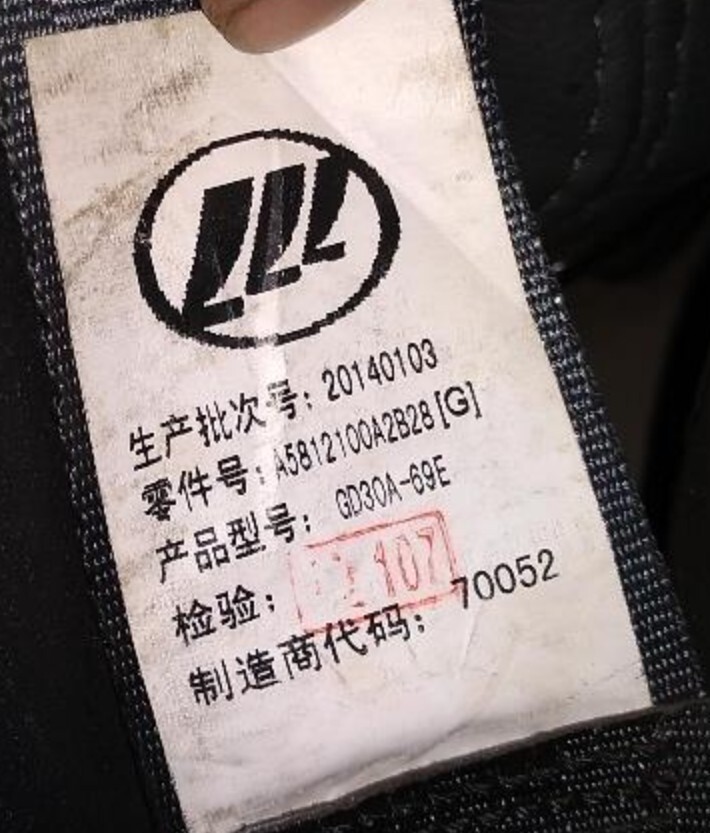 生产批次号: 20140103
零件号: A5812100A2B28[G]
产品型号: GD30A-69E
检验: 107
制造商代码: 70052